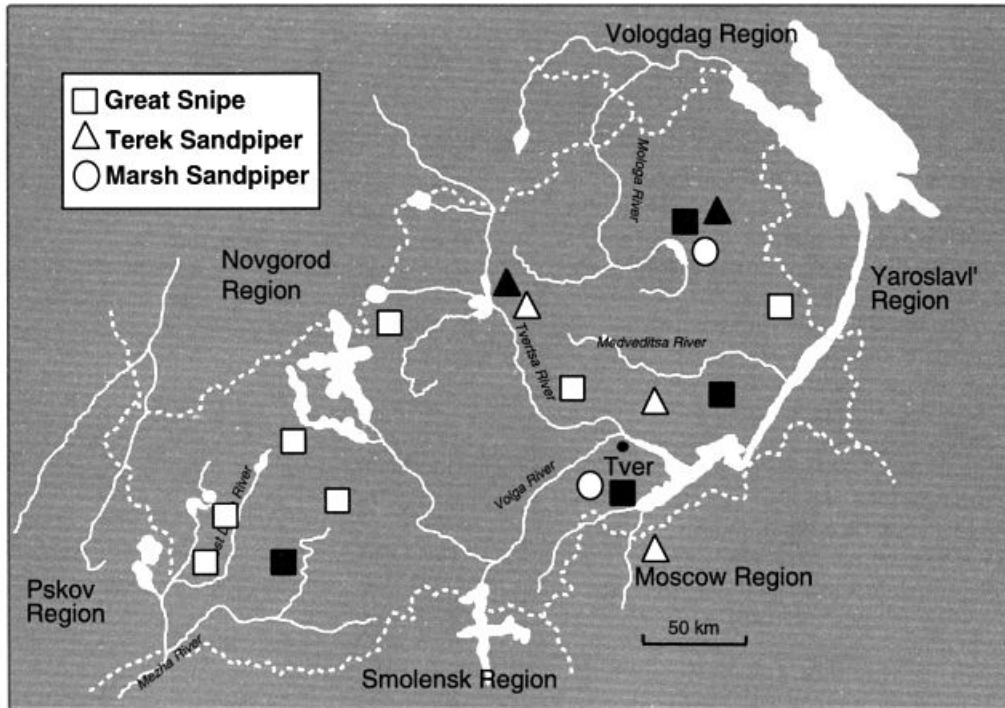 Vologdag Region
Great Snipe
Terek Sandpiper
Marsh Sandpiper
Mologa River
Novgorod
Region
Yaroslavl'
Region
Tvertsa River
Medveditsa River
River
Volga River
Tver
Pskov
Region
Moscow Region
50 km
Mezha River
Smolensk Region